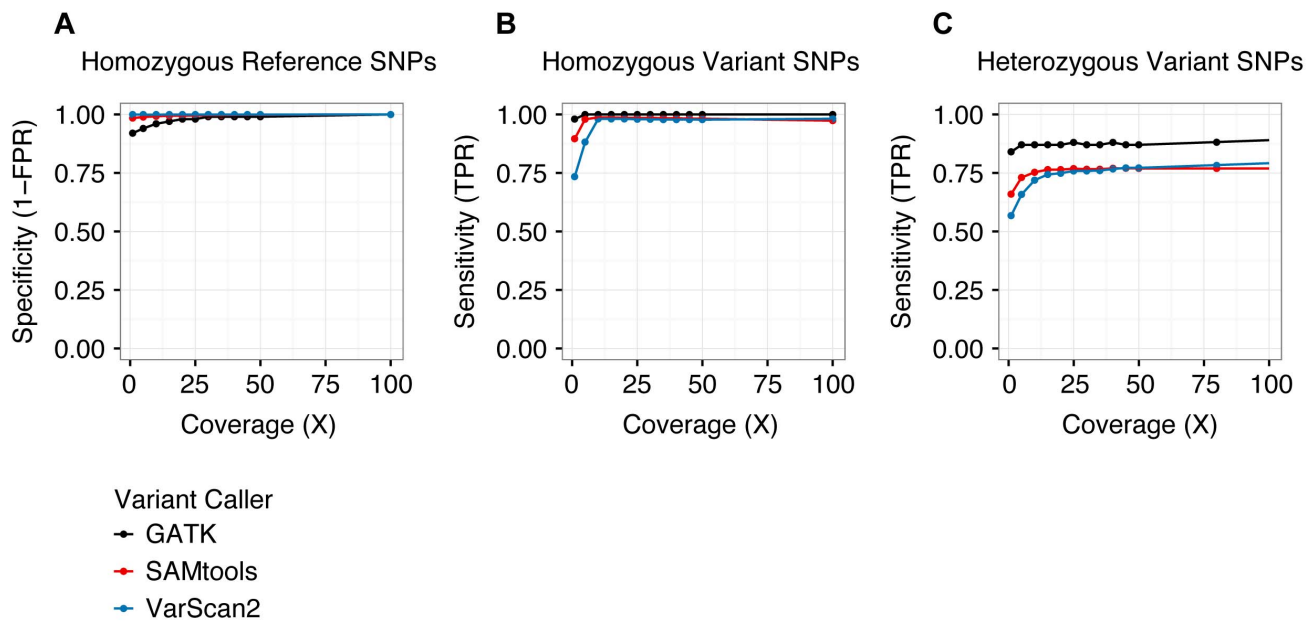 A
Homozygous Reference SNPs
Specificity (1−FPR)
1.00
0.75
0.50
0.25
0.00
0 25 50 75 100
Coverage (X)
B
Homozygous Variant SNPs
Sensitivity (TPR)
1.00
0.75
0.50
0.25
0.00
0 25 50 75 100
Coverage (X)
C
Heterozygous Variant SNPs
Sensitivity (TPR)
1.00
0.75
0.50
0.25
0.00
0 25 50 75 100
Coverage (X)
Variant Caller
GATK
SAMtools
VarScan2